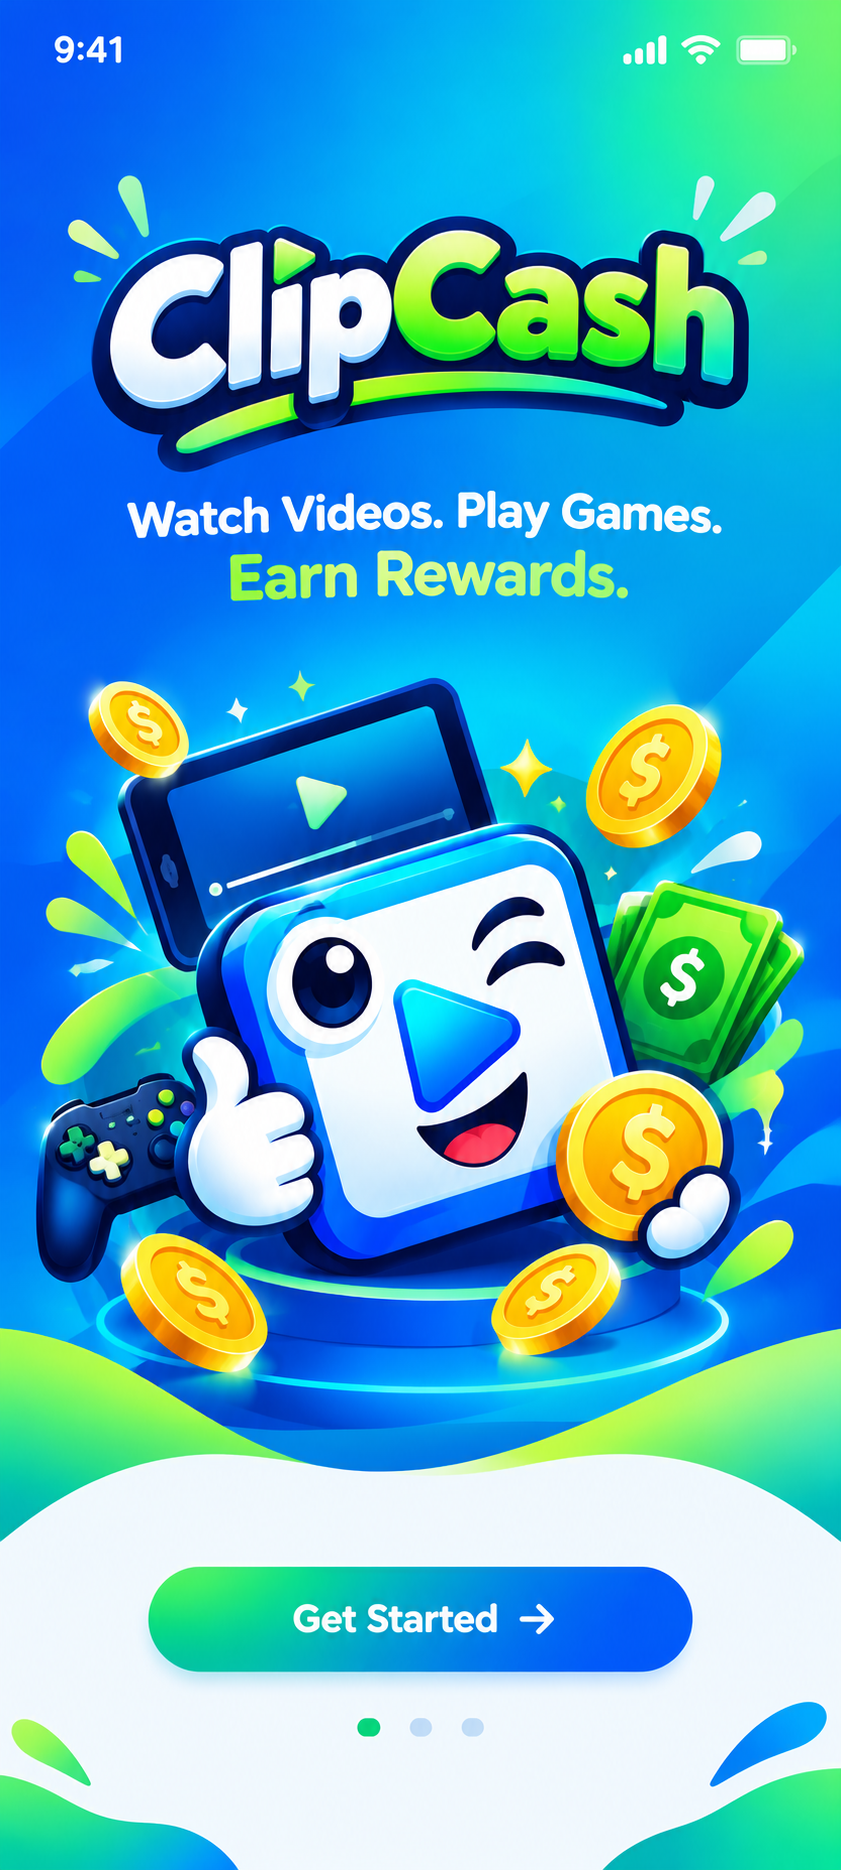 9:41
ClipCash
Watch Videos. Play Games.
Earn Rewards.
$
$
$
$
$
$
Get Started →